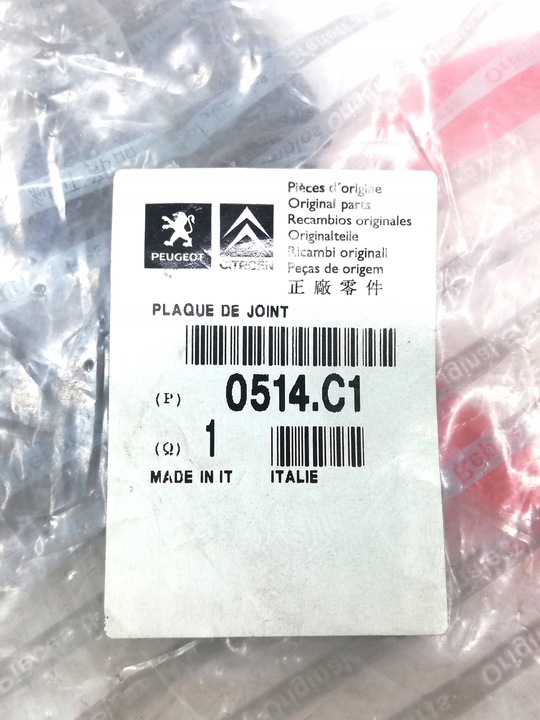 Pièces d'origine
Original parts
Recambios originales
Originalteile
Ricambi originali
Peças de origem
正廠零件
PEUGEOT
CITROËN
PLAQUE DE JOINT
(P) 0514.C1
(Q) 1
MADE IN IT ITALIE